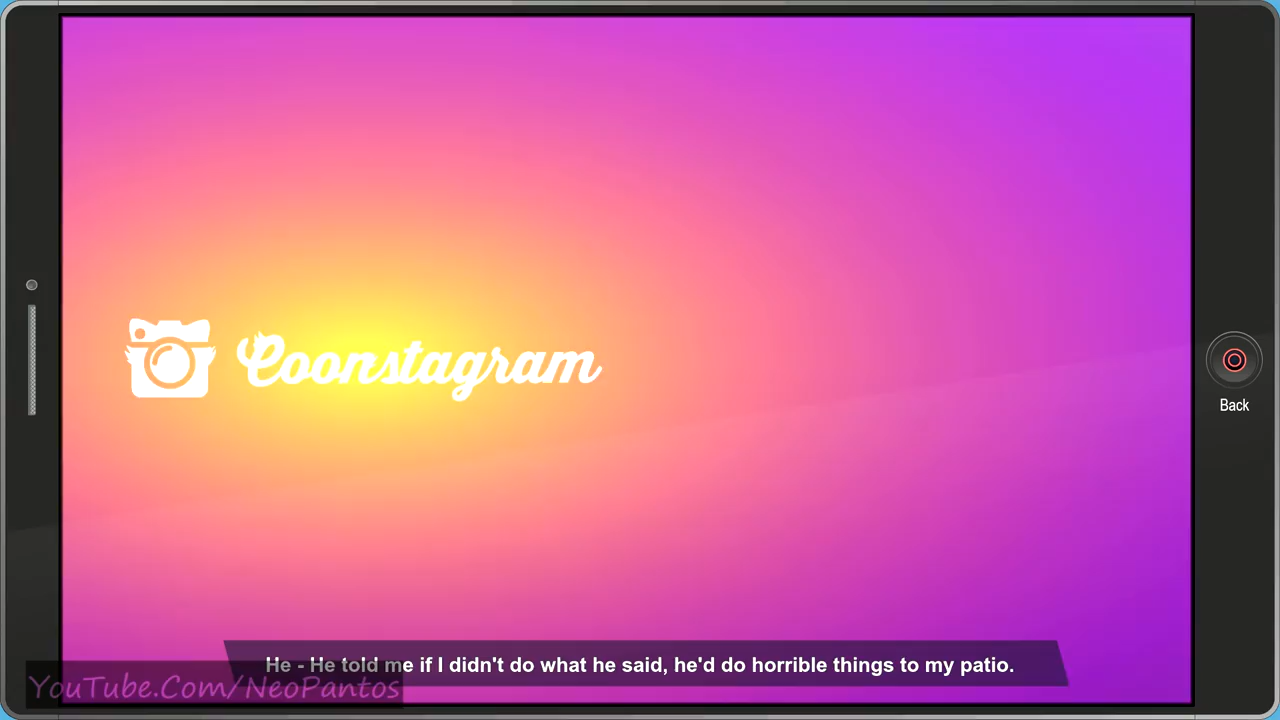 Coonstagram
Back
He - He told me if I didn't do what he said, he'd do horrible things to my patio.
YouTube.Com/NeoPantos